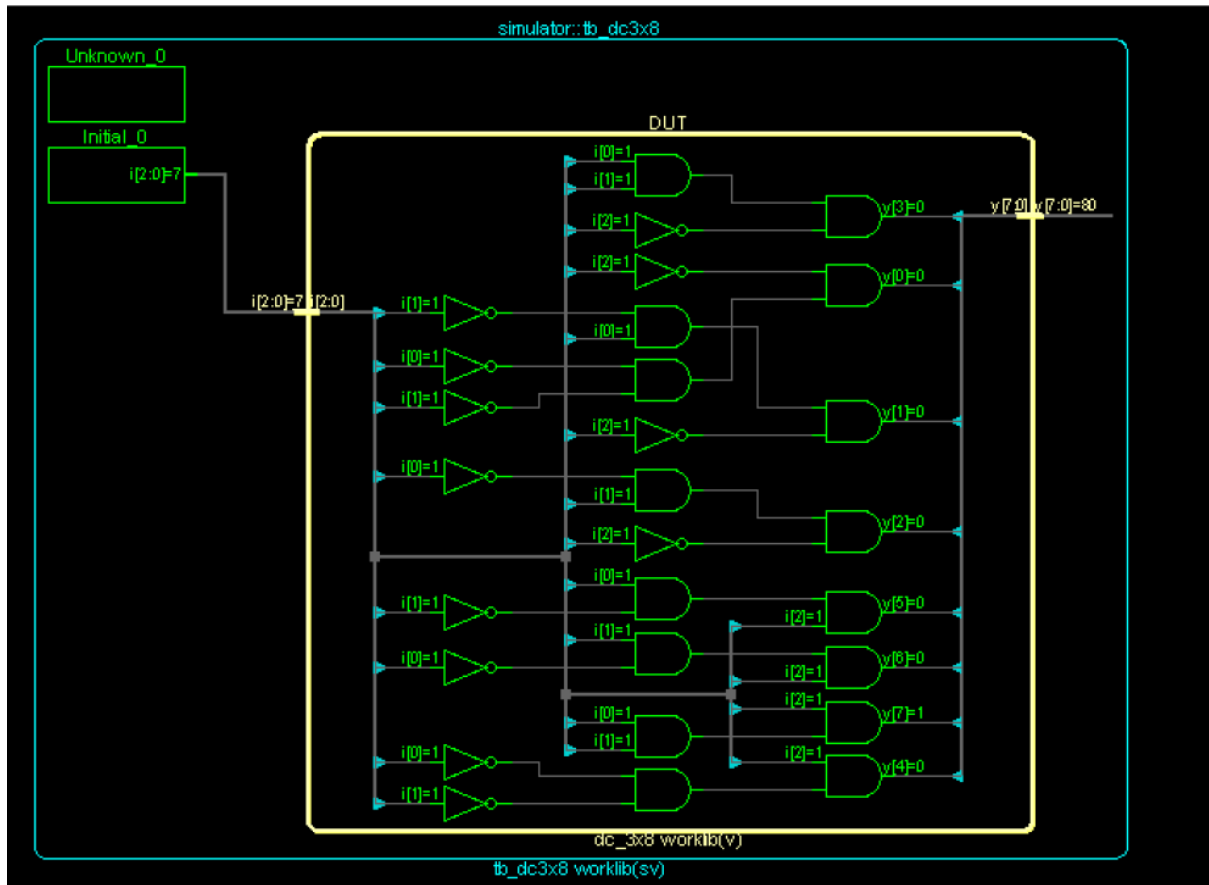 simulator::tb_dc3x8
Unknown_0
Initial_0
i[2:0]=7
DUT
i[0]=1
i[1]=1
y[3]=0
y[7:0] y[7:0]=80
i[2]=1
i[2]=1
y[0]=0
i[2:0]=7 i[2:0]
i[1]=1
i[0]=1
i[0]=1
i[1]=1
y[1]=0
i[2]=1
i[0]=1
i[1]=1
y[2]=0
i[2]=1
i[0]=1
i[1]=1
i[2]=1
y[5]=0
i[1]=1
i[0]=1
y[6]=0
i[2]=1
i[2]=1
i[0]=1
y[7]=1
i[1]=1
i[0]=1
i[2]=1
y[4]=0
i[1]=1
dc_3x8 worklib(v)
tb_dc3x8 worklib(sv)